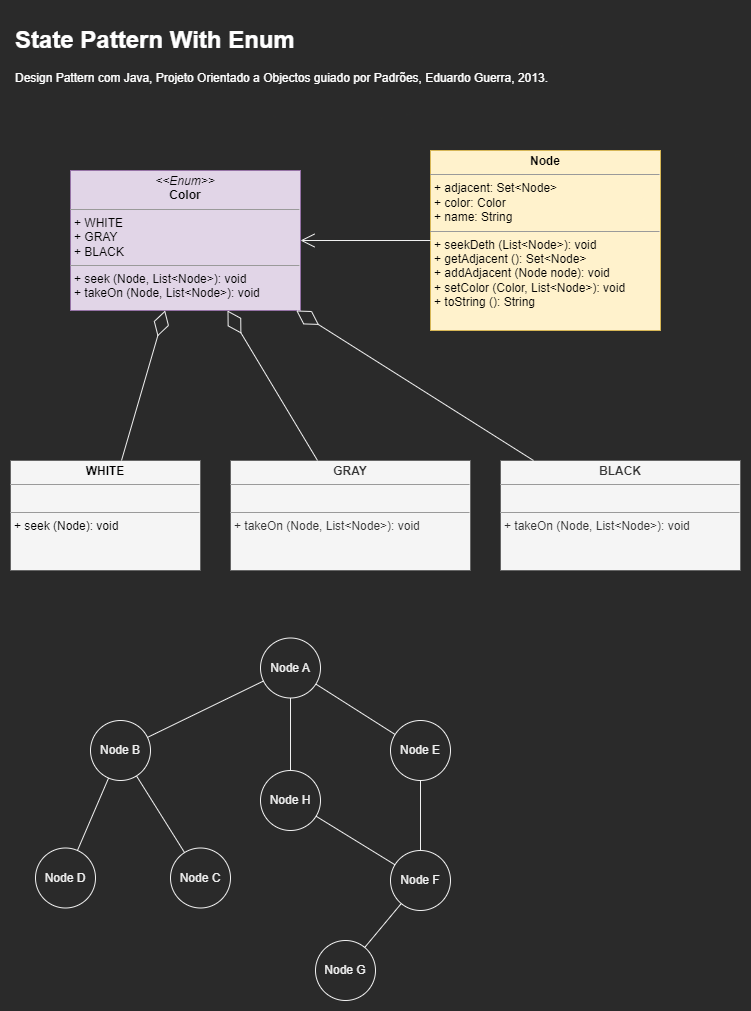 State Pattern With Enum
Design Pattern com Java, Projeto Orientado a Objectos guiado por Padrões, Eduardo Guerra, 2013.
<<Enum>>
Color
+ WHITE
+ GRAY
+ BLACK
+ seek (Node, List<Node>): void
+ takeOn (Node, List<Node>): void
Node
+ adjacent: Set<Node>
+ color: Color
+ name: String
+ seekDeth (List<Node>): void
+ getAdjacent (): Set<Node>
+ addAdjacent (Node node): void
+ setColor (Color, List<Node>): void
+ toString (): String
WHITE
+ seek (Node): void
GRAY
+ takeOn (Node, List<Node>): void
BLACK
+ takeOn (Node, List<Node>): void
Node A
Node B
Node E
Node H
Node D
Node C
Node F
Node G